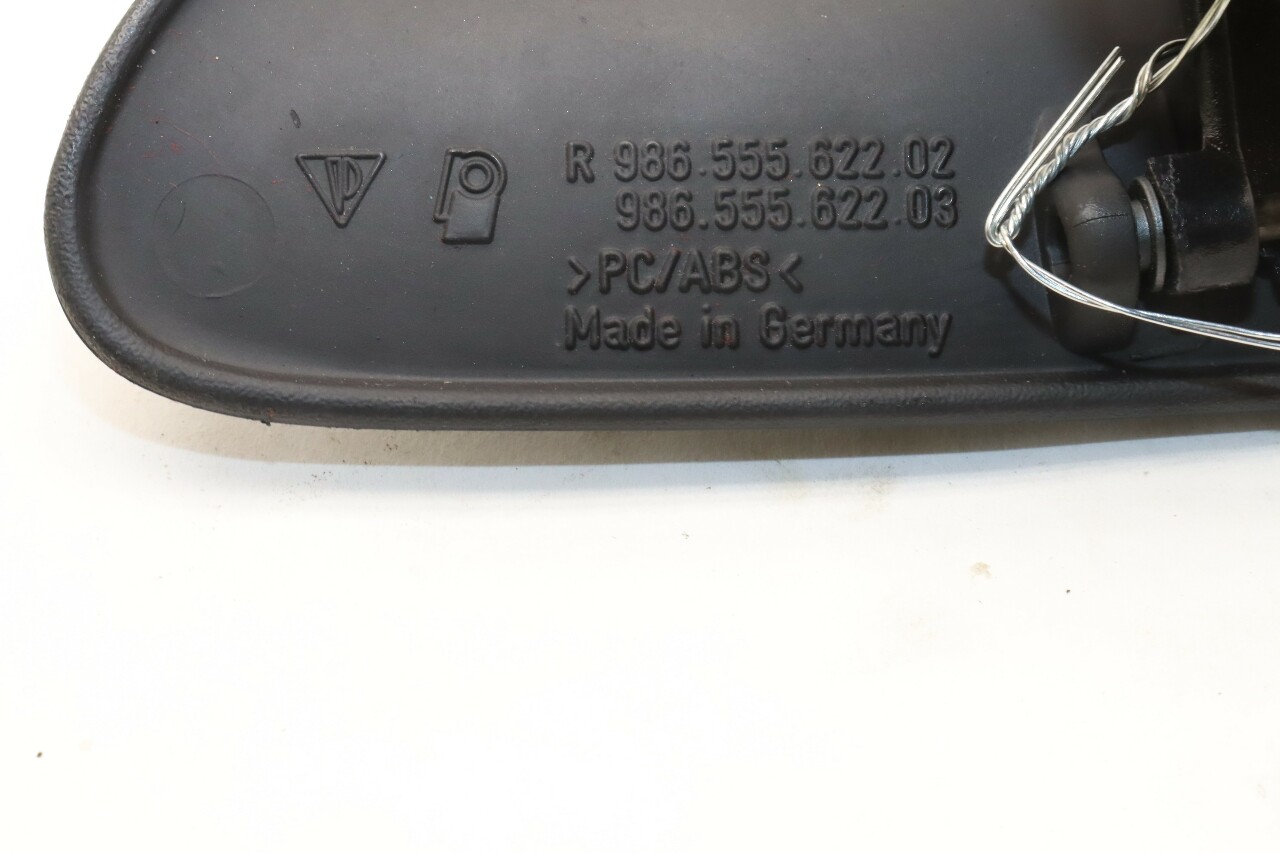 R 986.555.622.02
986.555.622.03
>PC/ABS<
Made in Germany